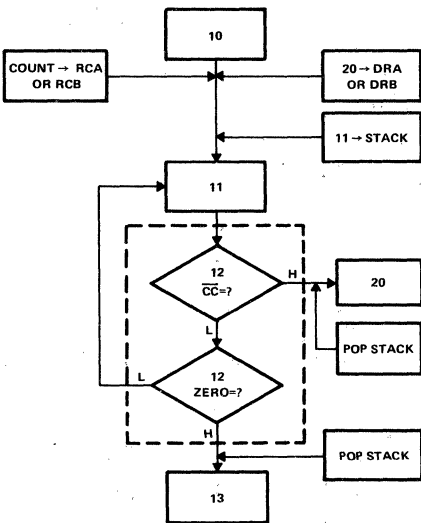 10
COUNT → RCA
OR RCB
20 → DRA
OR DRB
11 → STACK
11
12
C̅C̅=?
H
20
L
POP STACK
12
ZERO=?
L
H
POP STACK
13